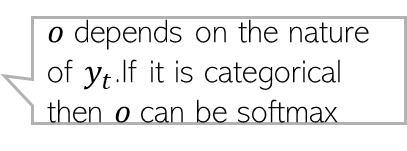 o depends on the nature
of yₜ.If it is categorical
then o can be softmax